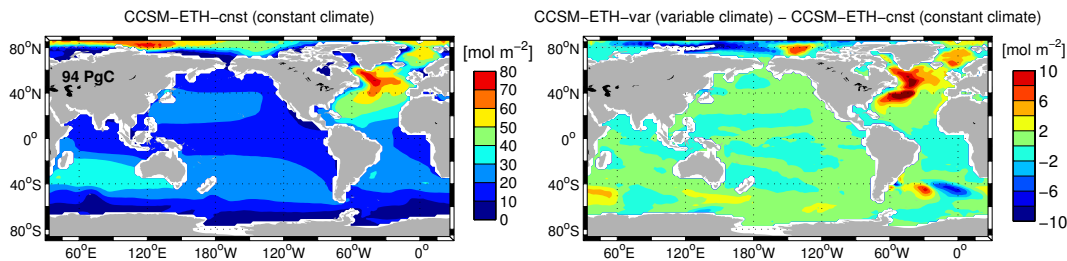 CCSM−ETH−cnst (constant climate)
CCSM−ETH−var (variable climate) − CCSM−ETH−cnst (constant climate)
[mol m−2]
[mol m−2]
94 PgC
80°N
40°N
0°
40°S
80°S
60°E
120°E
180°W
120°W
60°W
0°
80
70
60
50
40
30
20
10
0
80°N
40°N
0°
40°S
80°S
60°E
120°E
180°W
120°W
60°W
0°
10
6
2
−2
−6
−10